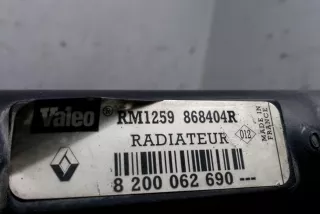 Valeo © RM1259 868404R
RADIATEUR D12 MADE IN FRANCE
8 200 062 690 ---